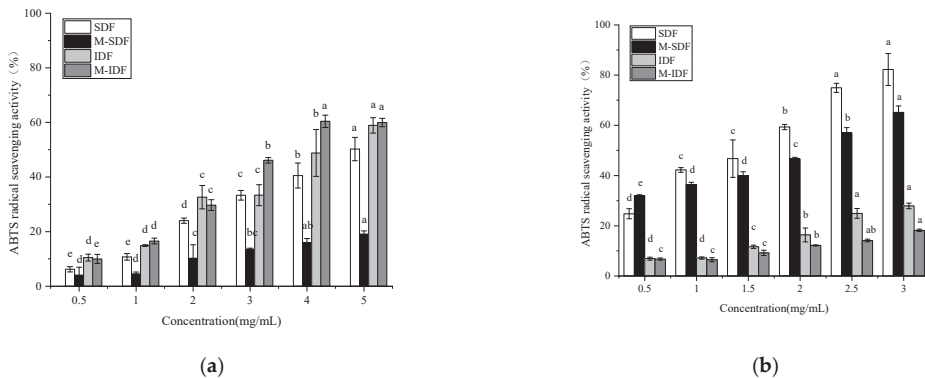 100
80
60
40
20
0
ABTS radical scavenging activity (%)
SDF
M-SDF
IDF
M-IDF
e d d e
d d d d
d c c d
c bc c b
b ab b a
a a a a
0.5 1 2 3 4 5
Concentration(mg/mL)
(a)
100
80
60
40
20
0
ABTS radical scavenging activity (%)
SDF
M-SDF
IDF
M-IDF
d e d c
c d d c
c d c c
b c b b
a b a ab
a a a a
0.5 1 1.5 2 2.5 3
Concentration(mg/mL)
(b)